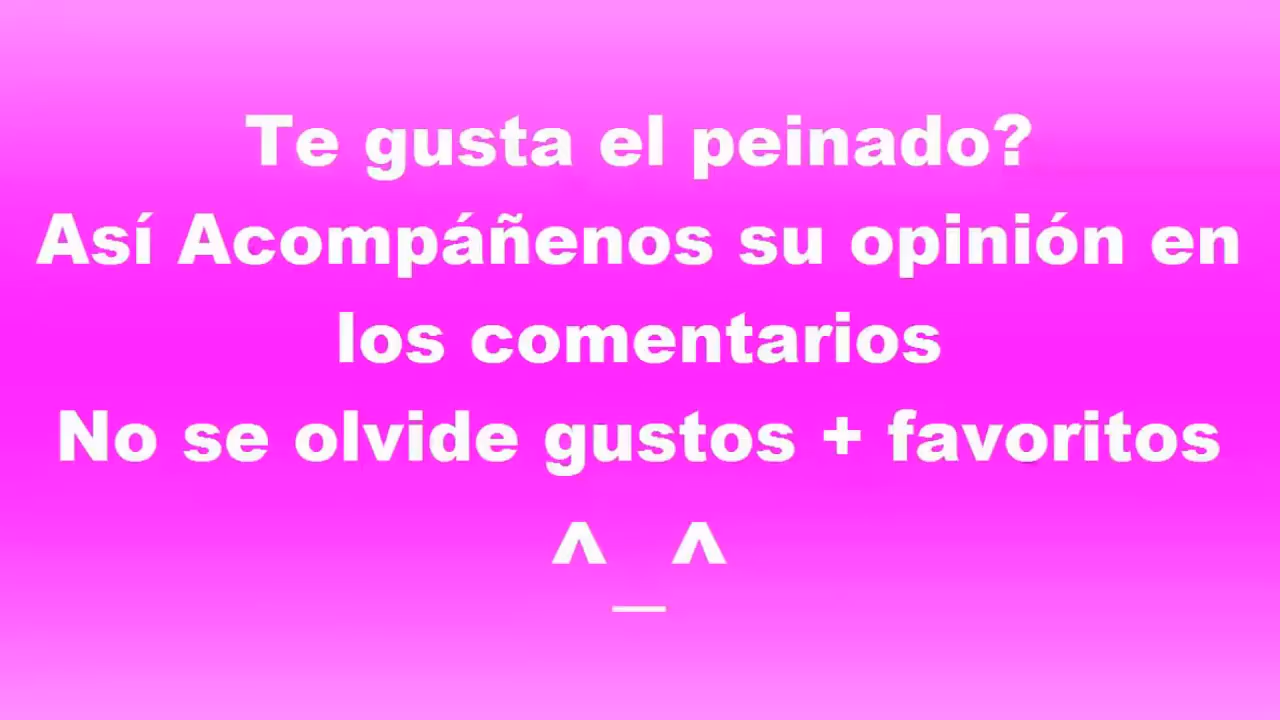 Te gusta el peinado?
Así Acompáñenos su opinión en
los comentarios
No se olvide gustos + favoritos
^_^